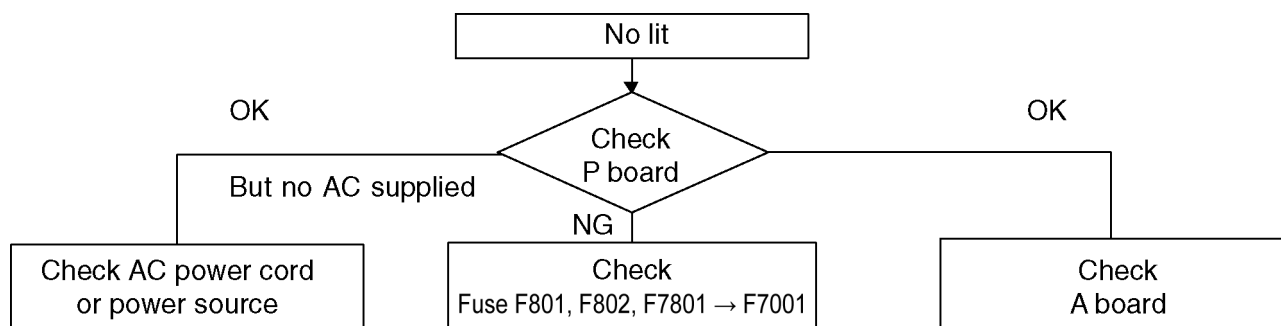 No lit
OK
OK
Check
P board
But no AC supplied
NG
Check AC power cord
or power source
Check
Fuse F801, F802, F7801 → F7001
Check
A board